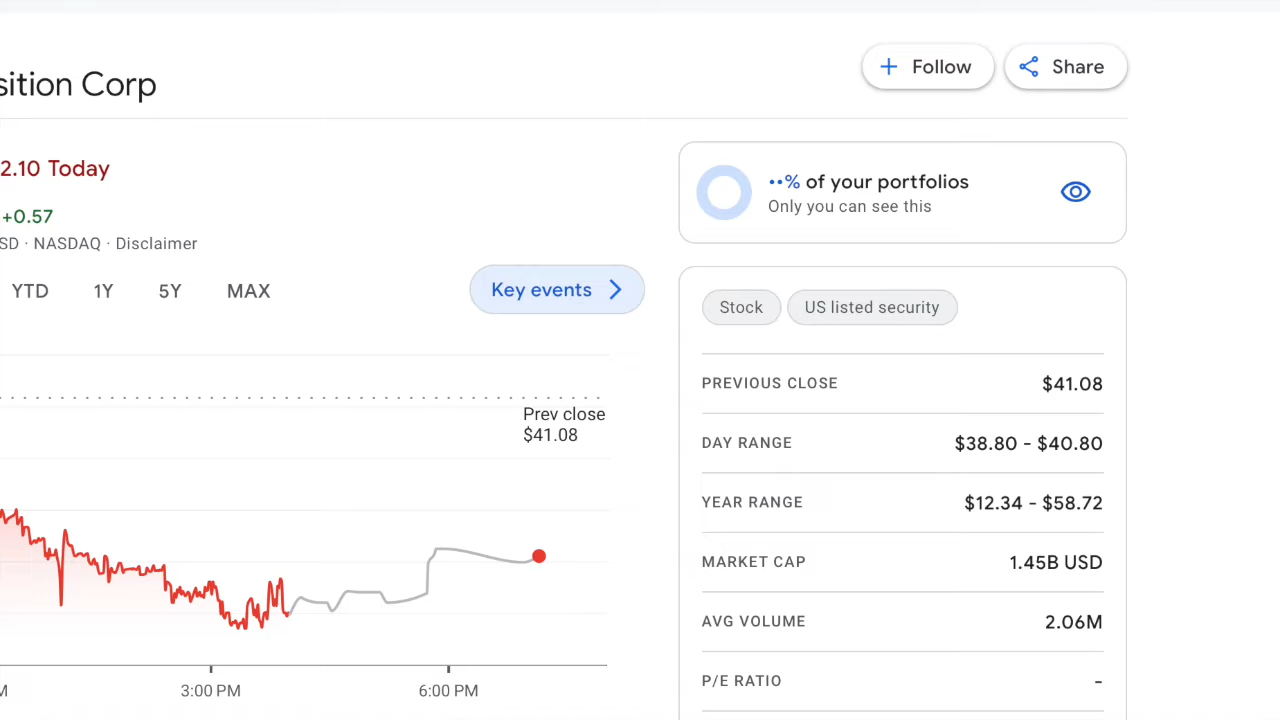 sition Corp
Follow
Share
2.10 Today
+0.57
SD · NASDAQ · Disclaimer
YTD 1Y 5Y MAX
Key events
Prev close
$41.08
3:00 PM 6:00 PM
••% of your portfolios
Only you can see this
Stock
US listed security
PREVIOUS CLOSE $41.08
DAY RANGE $38.80 - $40.80
YEAR RANGE $12.34 - $58.72
MARKET CAP 1.45B USD
AVG VOLUME 2.06M
P/E RATIO -